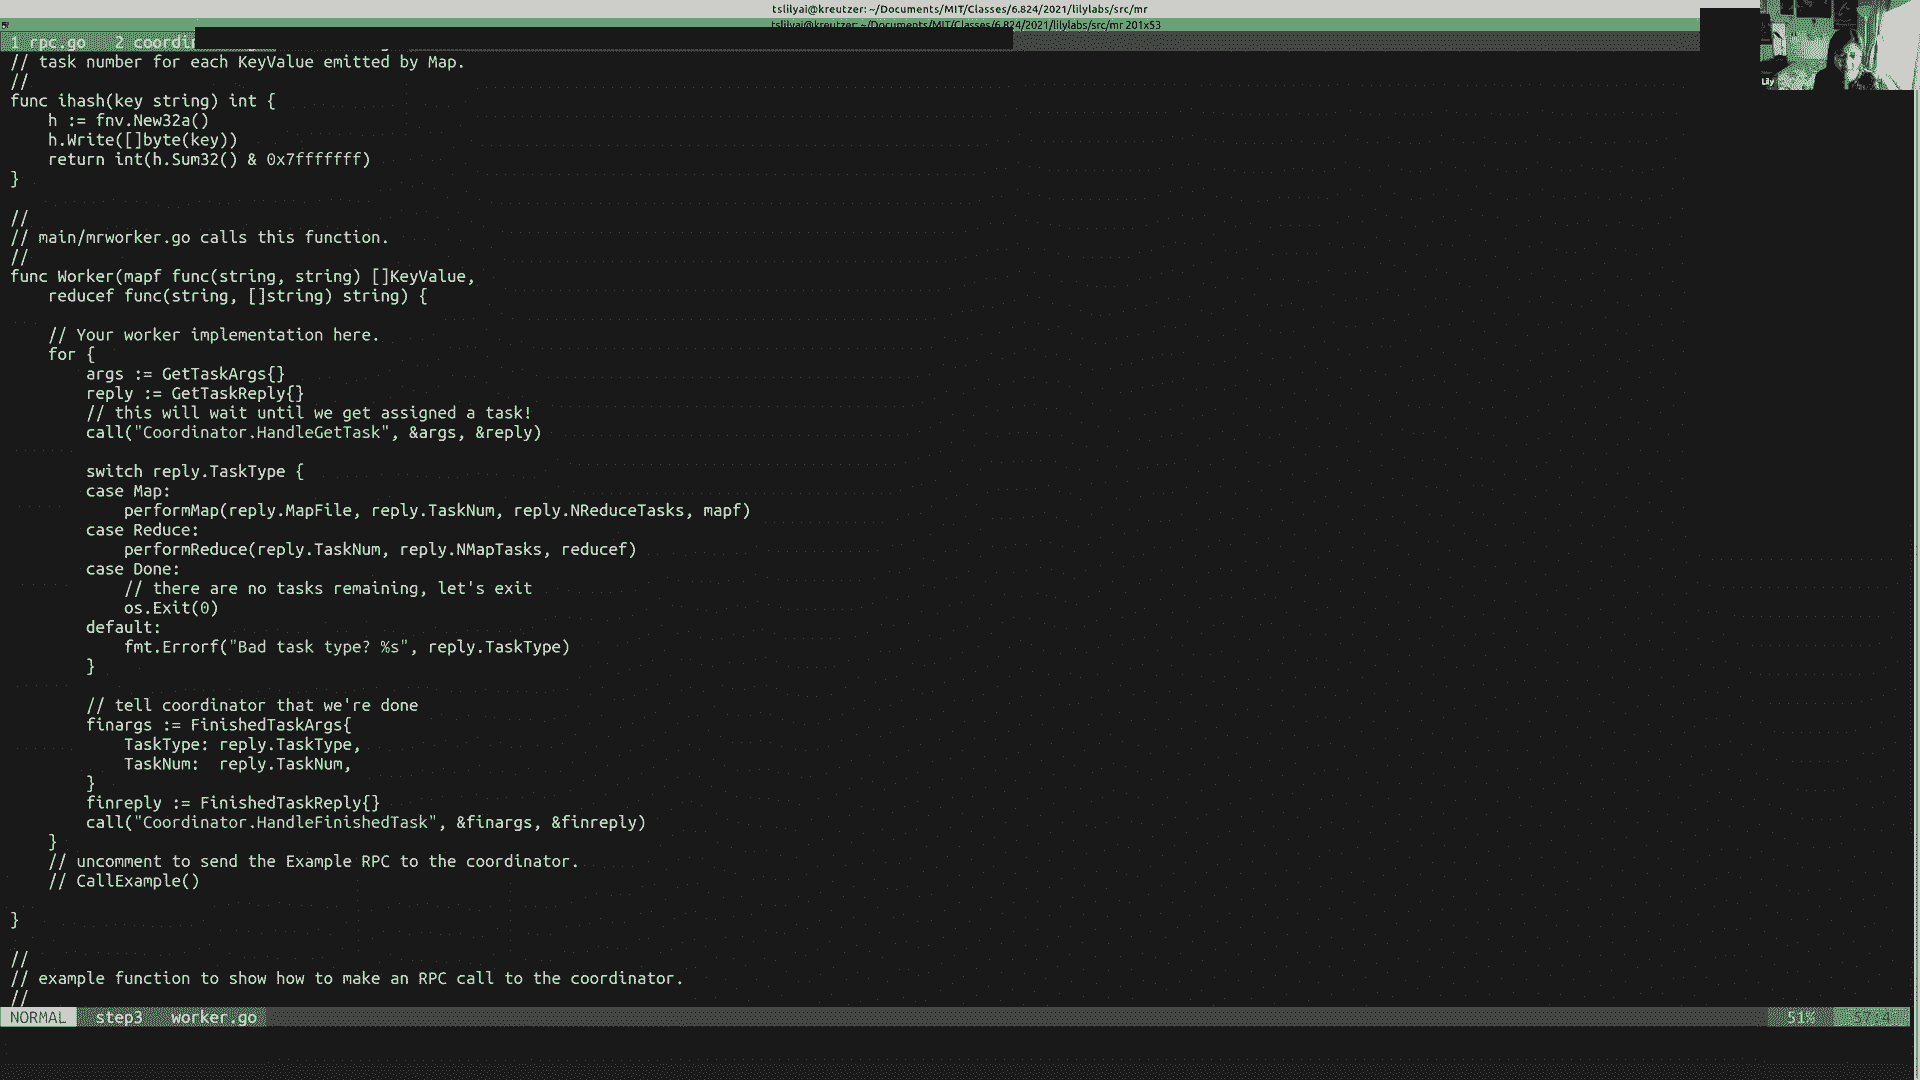 tslilyai@kreutzer: ~/Documents/MIT/Classes/6.824/2021/lilylabs/src/mr
tslilyai@kreutzer: ~/Documents/MIT/Classes/6.824/2021/lilylabs/src/mr 201x53
1 rpc.go   2 coordi
// task number for each KeyValue emitted by Map.
//
func ihash(key string) int {
    h := fnv.New32a()
    h.Write([]byte(key))
    return int(h.Sum32() & 0x7fffffff)
}
//
// main/mrworker.go calls this function.
//
func Worker(mapf func(string, string) []KeyValue,
    reducef func(string, []string) string) {
    // Your worker implementation here.
    for {
        args := GetTaskArgs{}
        reply := GetTaskReply{}
        // this will wait until we get assigned a task!
        call("Coordinator.HandleGetTask", &args, &reply)
        switch reply.TaskType {
        case Map:
            performMap(reply.MapFile, reply.TaskNum, reply.NReduceTasks, mapf)
        case Reduce:
            performReduce(reply.TaskNum, reply.NMapTasks, reducef)
        case Done:
            // there are no tasks remaining, let's exit
            os.Exit(0)
        default:
            fmt.Errorf("Bad task type? %s", reply.TaskType)
        }
        // tell coordinator that we're done
        finargs := FinishedTaskArgs{
            TaskType: reply.TaskType,
            TaskNum:  reply.TaskNum,
        }
        finreply := FinishedTaskReply{}
        call("Coordinator.HandleFinishedTask", &finargs, &finreply)
    }
    // uncomment to send the Example RPC to the coordinator.
    // CallExample()
}
//
// example function to show how to make an RPC call to the coordinator.
//
NORMAL  step3   worker.go   51%
Lily